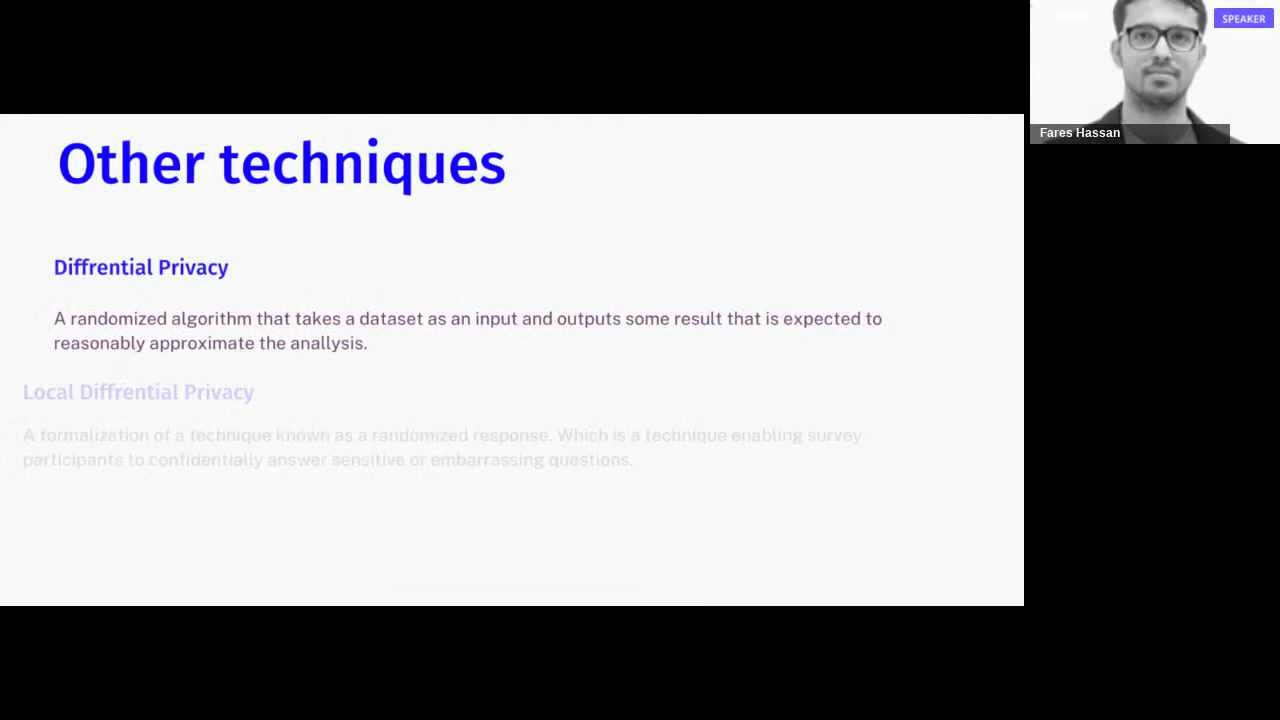 SPEAKER
Fares Hassan
Other techniques
Diffrential Privacy
A randomized algorithm that takes a dataset as an input and outputs some result that is expected to
reasonably approximate the anallysis.
Local Diffrential Privacy
A formalization of a technique known as a randomized response. Which is a technique enabling survey
participants to confidentially answer sensitive or embarrassing questions.